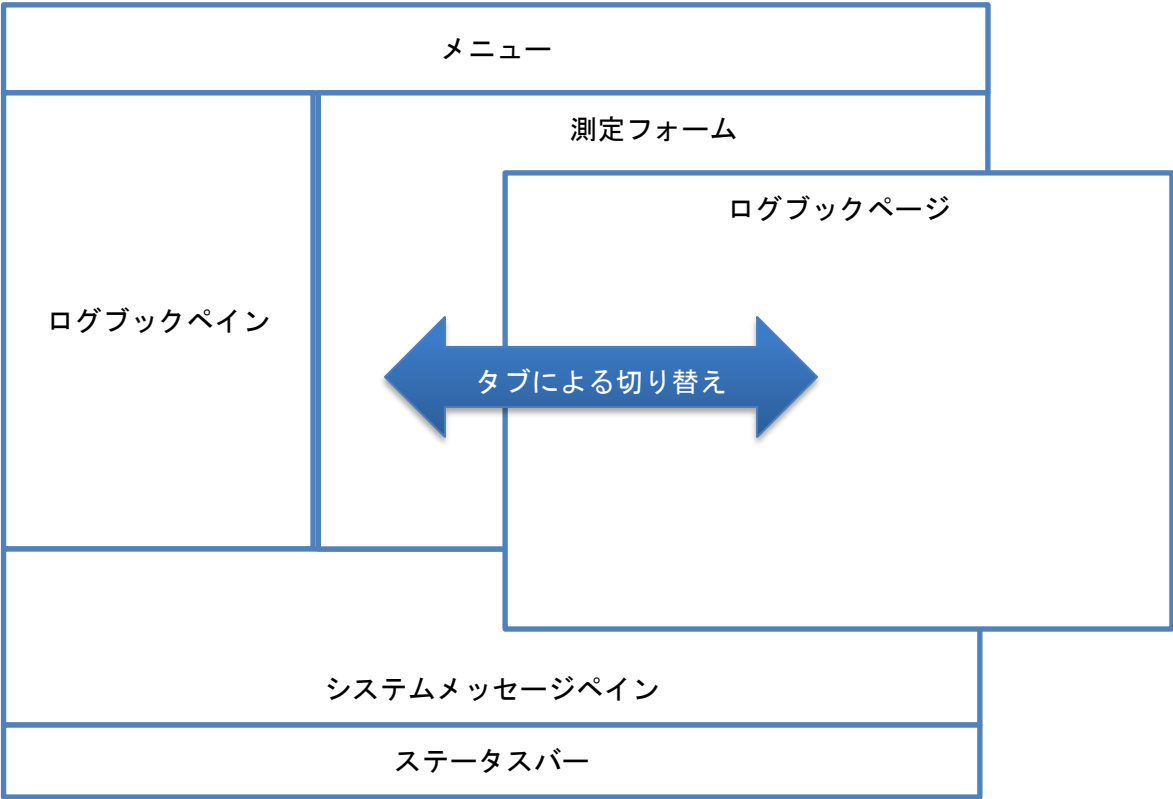 メニュー
測定フォーム
ログブックページ
ログブックペイン
タブによる切り替え
システムメッセージペイン
ステータスバー